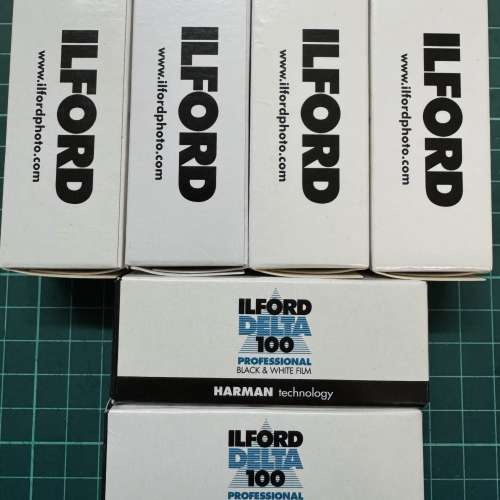 ILFORD
www.ilfordphoto.com
ILFORD
www.ilfordphoto.com
ILFORD
www.ilfordphoto.com
ILFORD
www.ilfordphoto.com
ILFORD
DELTA
100
PROFESSIONAL
BLACK & WHITE FILM
HARMAN technology
ILFORD
DELTA
100
PROFESSIONAL